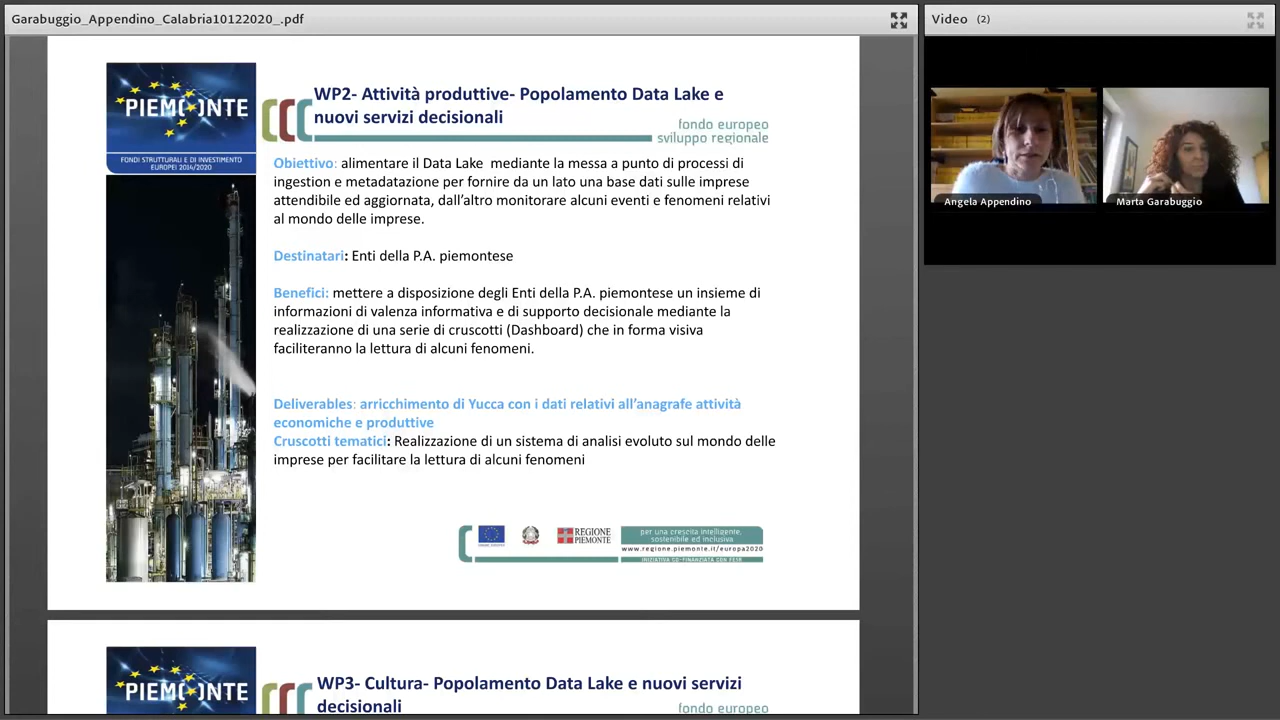 Garabuggio_Appendino_Calabria10122020_.pdf
Video (2)
PIEMONTE
FONDI STRUTTURALI E DI INVESTIMENTO
EUROPEI 2014/2020
WP2- Attività produttive- Popolamento Data Lake e
nuovi servizi decisionali
fondo europeo
sviluppo regionale
Obiettivo: alimentare il Data Lake mediante la messa a punto di processi di
ingestion e metadatazione per fornire da un lato una base dati sulle imprese
attendibile ed aggiornata, dall'altro monitorare alcuni eventi e fenomeni relativi
al mondo delle imprese.
Destinatari: Enti della P.A. piemontese
Benefici: mettere a disposizione degli Enti della P.A. piemontese un insieme di
informazioni di valenza informativa e di supporto decisionale mediante la
realizzazione di una serie di cruscotti (Dashboard) che in forma visiva
faciliteranno la lettura di alcuni fenomeni.
Deliverables: arricchimento di Yucca con i dati relativi all'anagrafe attività
economiche e produttive
Cruscotti tematici: Realizzazione di un sistema di analisi evoluto sul mondo delle
imprese per facilitare la lettura di alcuni fenomeni
REGIONE
PIEMONTE
per una crescita intelligente,
sostenibile ed inclusiva
www.regione.piemonte.it/europa2020
INIZIATIVA CO-FINANZIATA CON FESR
Angela Appendino
Marta Garabuggio
PIEMONTE
WP3- Cultura- Popolamento Data Lake e nuovi servizi
decisionali
fondo europeo